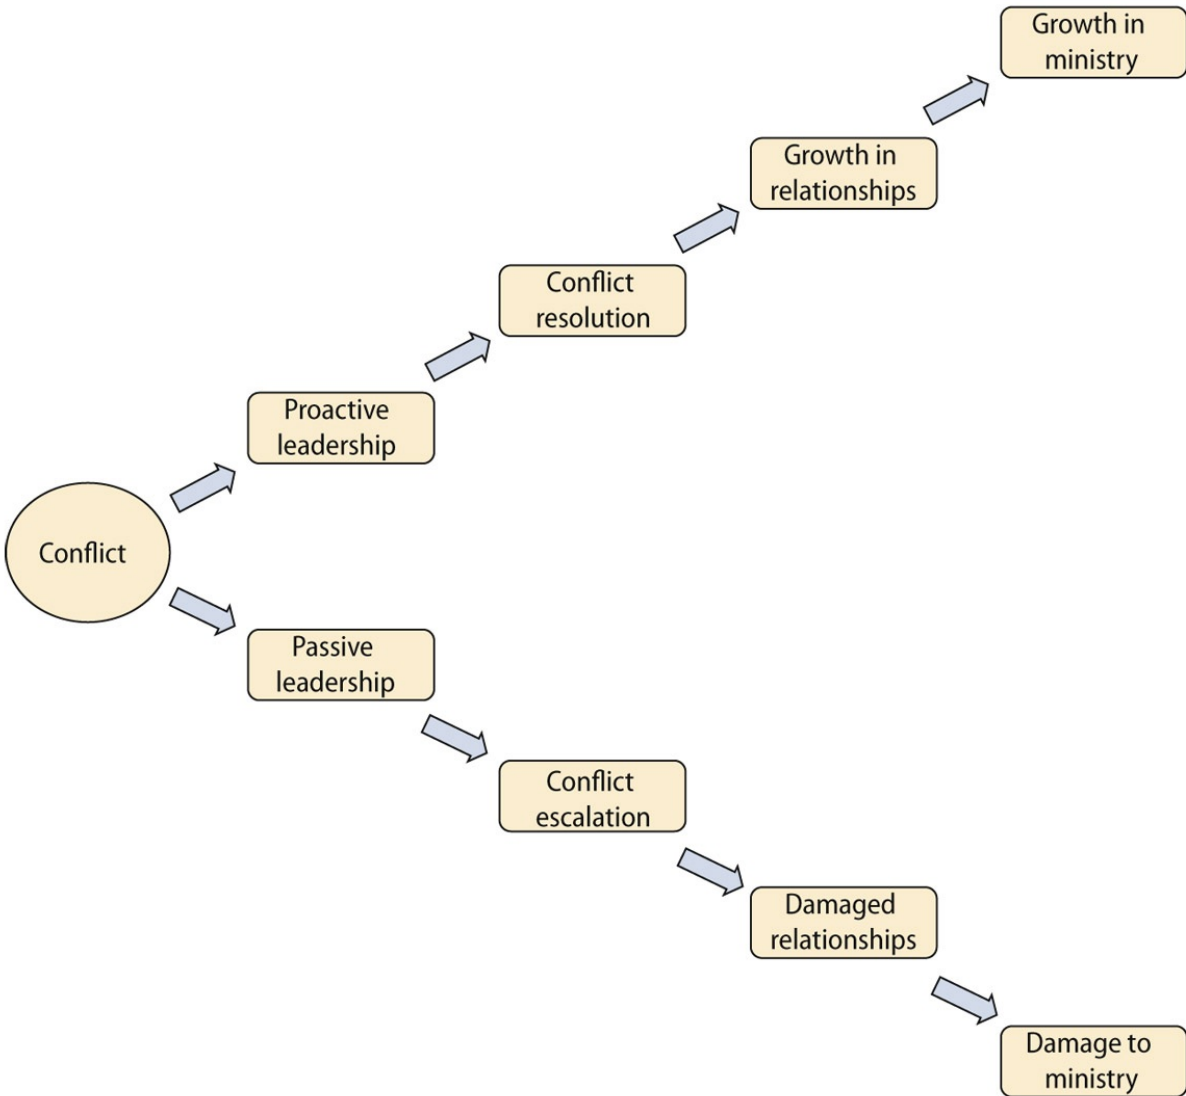 Growth in
ministry
Growth in
relationships
Conflict
resolution
Proactive
leadership
Conflict
Passive
leadership
Conflict
escalation
Damaged
relationships
Damage to
ministry